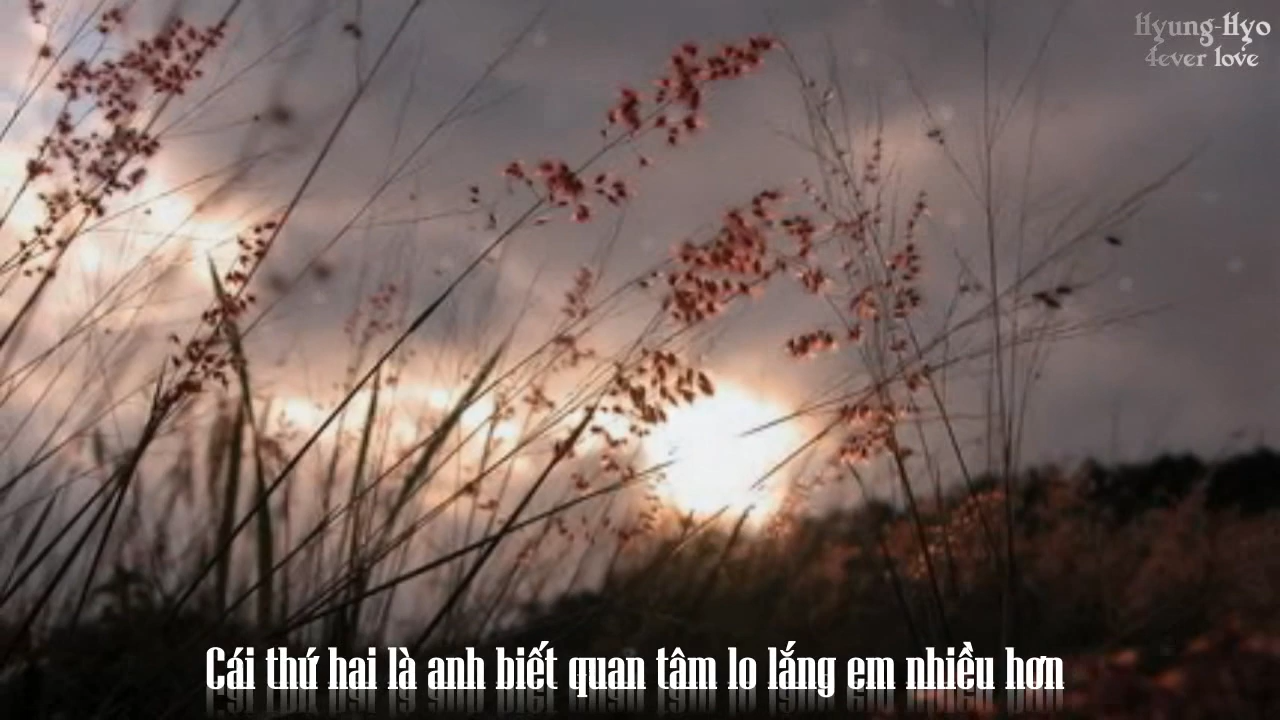 Hyung-Hyo
4ever love
Cái thứ hai là anh biết quan tâm lo lắng em nhiều hơn